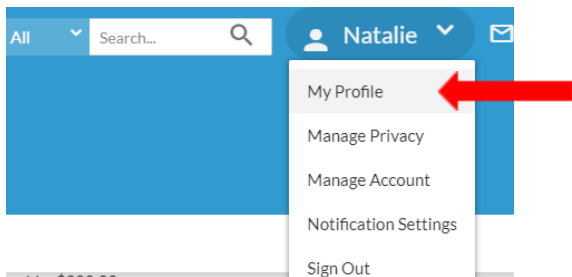 All Search... Natalie
My Profile
Manage Privacy
Manage Account
Notification Settings
Sign Out